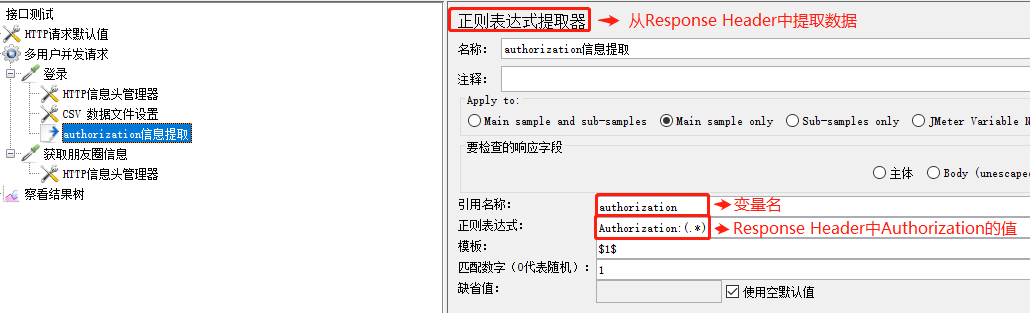 接口测试
HTTP请求默认值
多用户并发请求
登录
HTTP信息头管理器
CSV 数据文件设置
authorization信息提取
获取朋友圈信息
HTTP信息头管理器
察看结果树
正则表达式提取器 从Response Header中提取数据
名称: authorization信息提取
注释:
Apply to:
Main sample and sub-samples Main sample only Sub-samples only JMeter Variable N
要检查的响应字段
主体 Body (unescape
引用名称: authorization 变量名
正则表达式: Authorization:(.*) Response Header中Authorization的值
模板: $1$
匹配数字（0代表随机）: 1
缺省值: 使用空默认值